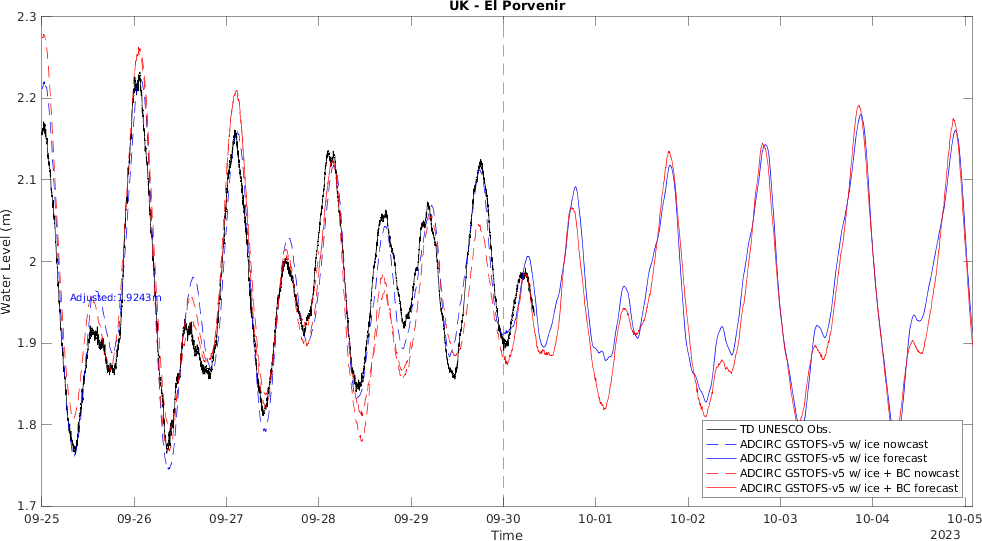 UK - El Porvenir
2.3
2.2
2.1
2
1.9
1.8
1.7
Water Level (m)
Adjusted:1.9243m
TD UNESCO Obs.
ADCIRC GSTOFS-v5 w/ ice nowcast
ADCIRC GSTOFS-v5 w/ ice forecast
ADCIRC GSTOFS-v5 w/ ice + BC nowcast
ADCIRC GSTOFS-v5 w/ ice + BC forecast
09-25 09-26 09-27 09-28 09-29 09-30 10-01 10-02 10-03 10-04 10-05
Time
2023